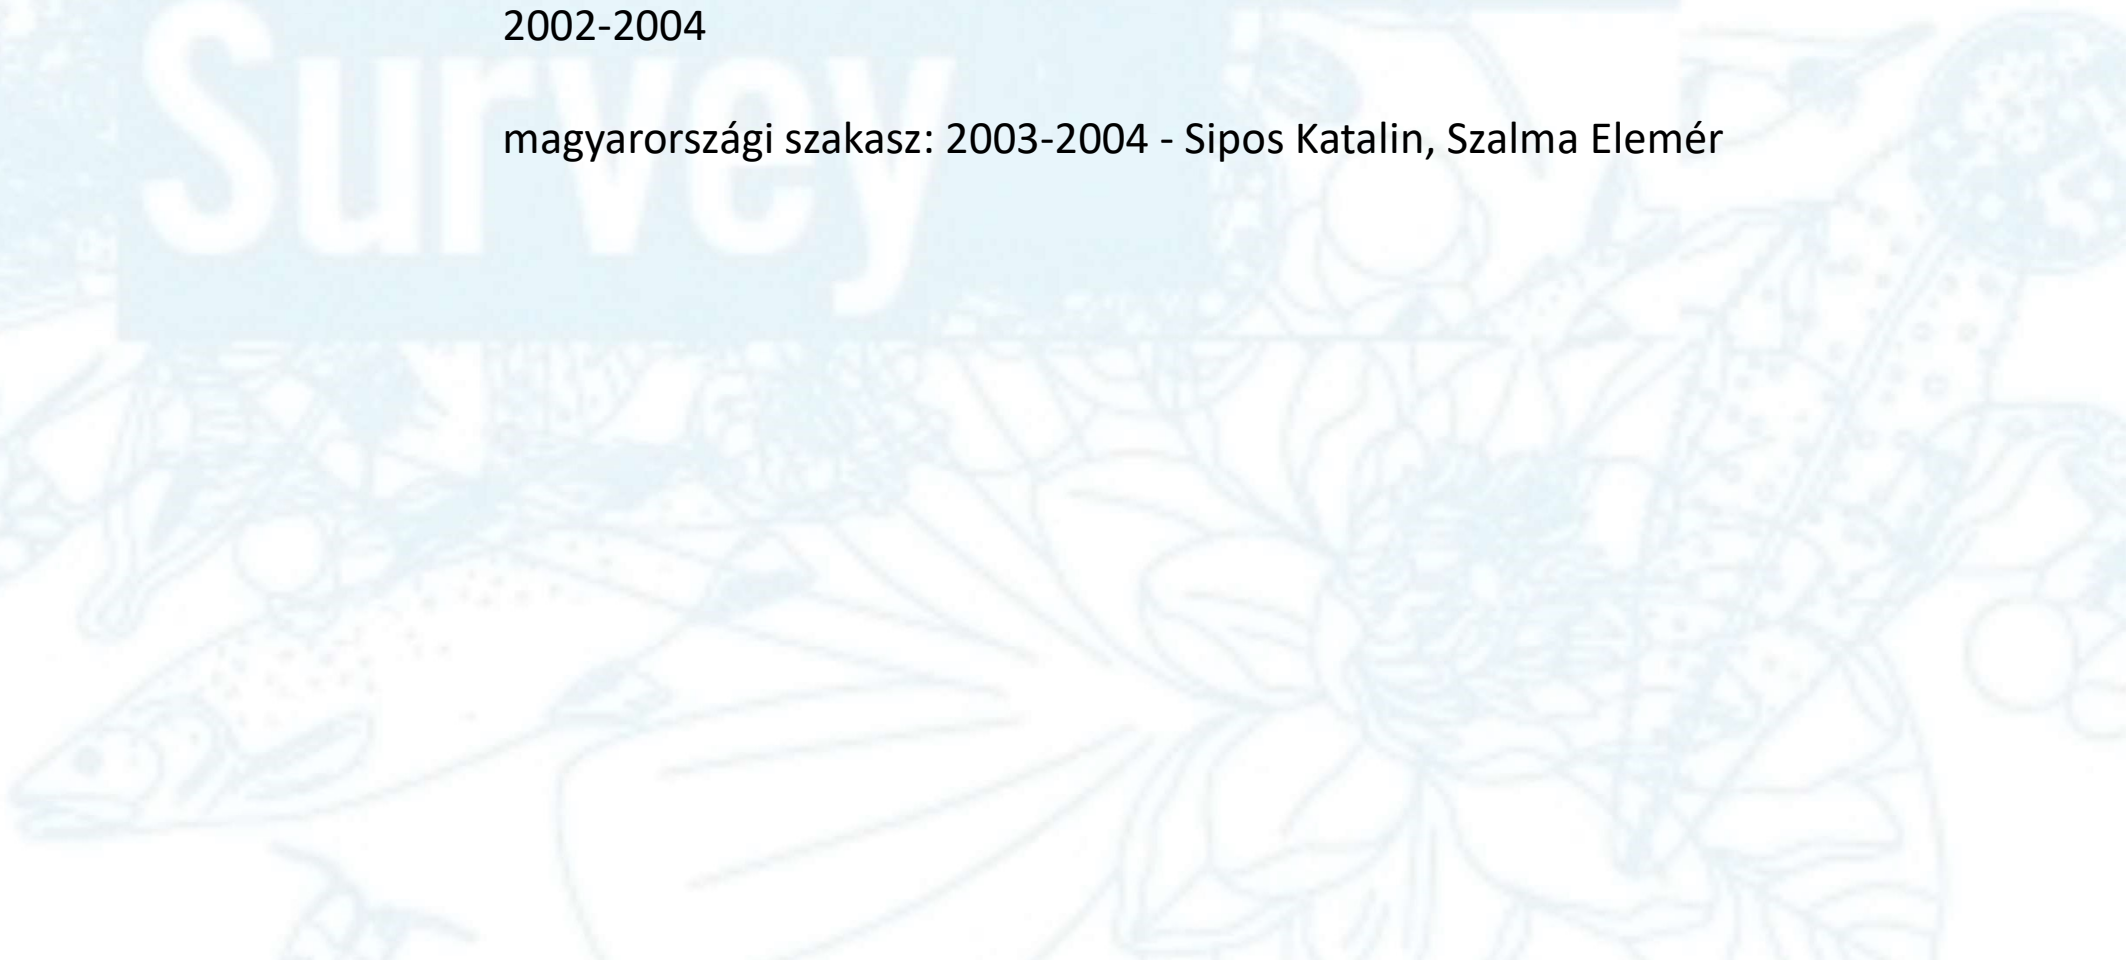 2002-2004
Survey
magyarországi szakasz: 2003-2004 - Sipos Katalin, Szalma Elemér